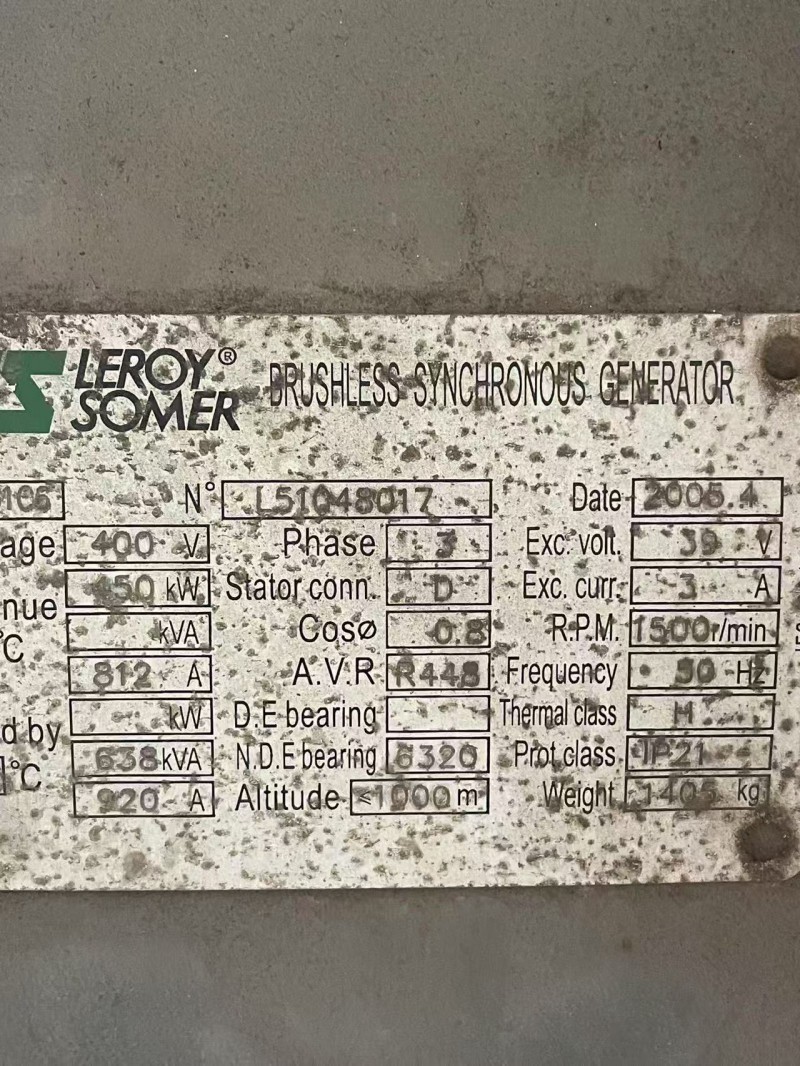 LEROY® BRUSHLESS SYNCHRONOUS GENERATOR
SOMER
N° L51048017 Date 2005.4
age 400 V Phase 3 Exc. volt. 39 V
nue 450 kW Stator conn. D Exc. curr. 3 A
°C kVA Cosø 0.8 R.P.M. 1500 r/min
812 A A.V.R R448 Frequency 50 Hz
kW D.E bearing Thermal class H
d by 638 kVA N.D.E bearing 6320 Prot.class IP21
°C 920 A Altitude ≤1000 m Weight 1405 kg